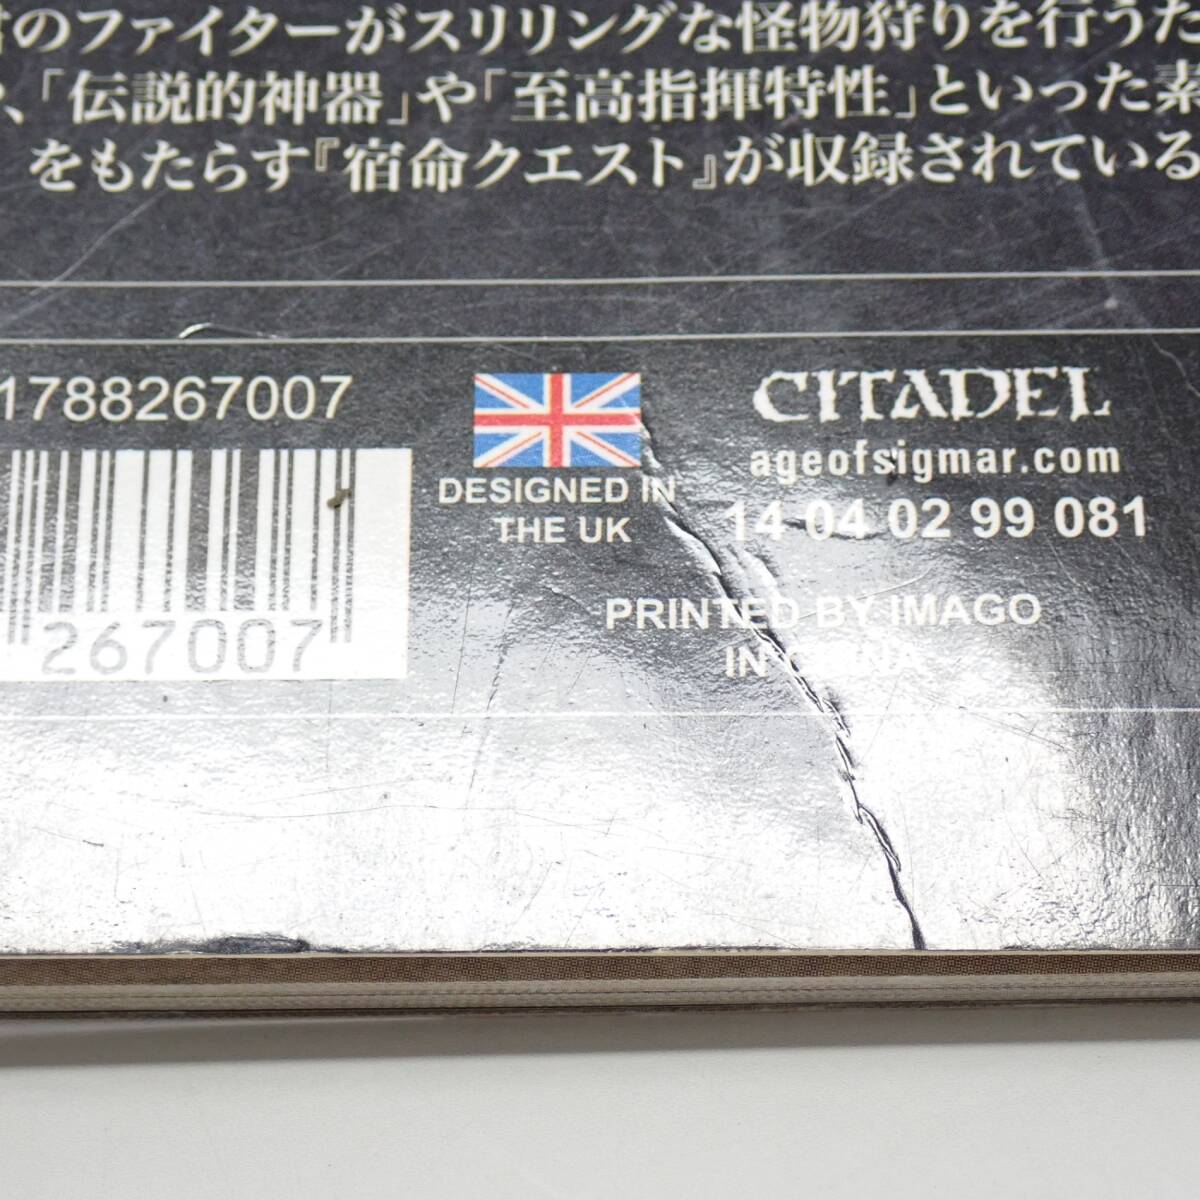 のファイターがスリリングな怪物狩りを行うた
、「伝説的神器」や「至高指揮特性」といった素
をもたらす『宿命クエスト』が収録されている
1788267007
267007
DESIGNED IN
THE UK
CITADEL
ageofsigmar.com
14 04 02 99 081
PRINTED BY IMAGO
IN CHINA